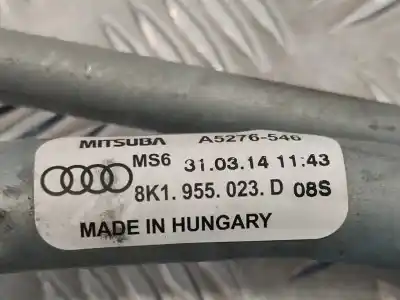 MITSUBA A5276-546
MS6 31.03.14 11:43
8K1.955.023.D 08S
MADE IN HUNGARY